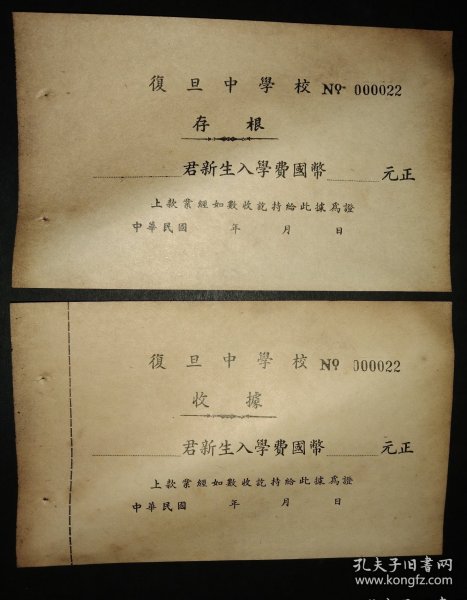 復旦中學校 № 000022
存根
君新生入學費國幣 元正
上款業經如數收訖持給此據爲證
中華民國 年 月 日
復旦中學校 № 000022
收據
君新生入學費國幣 元正
上款業經如數收訖持給此據爲證
中華民國 年 月 日
孔夫子旧书网
www.kongfz.com